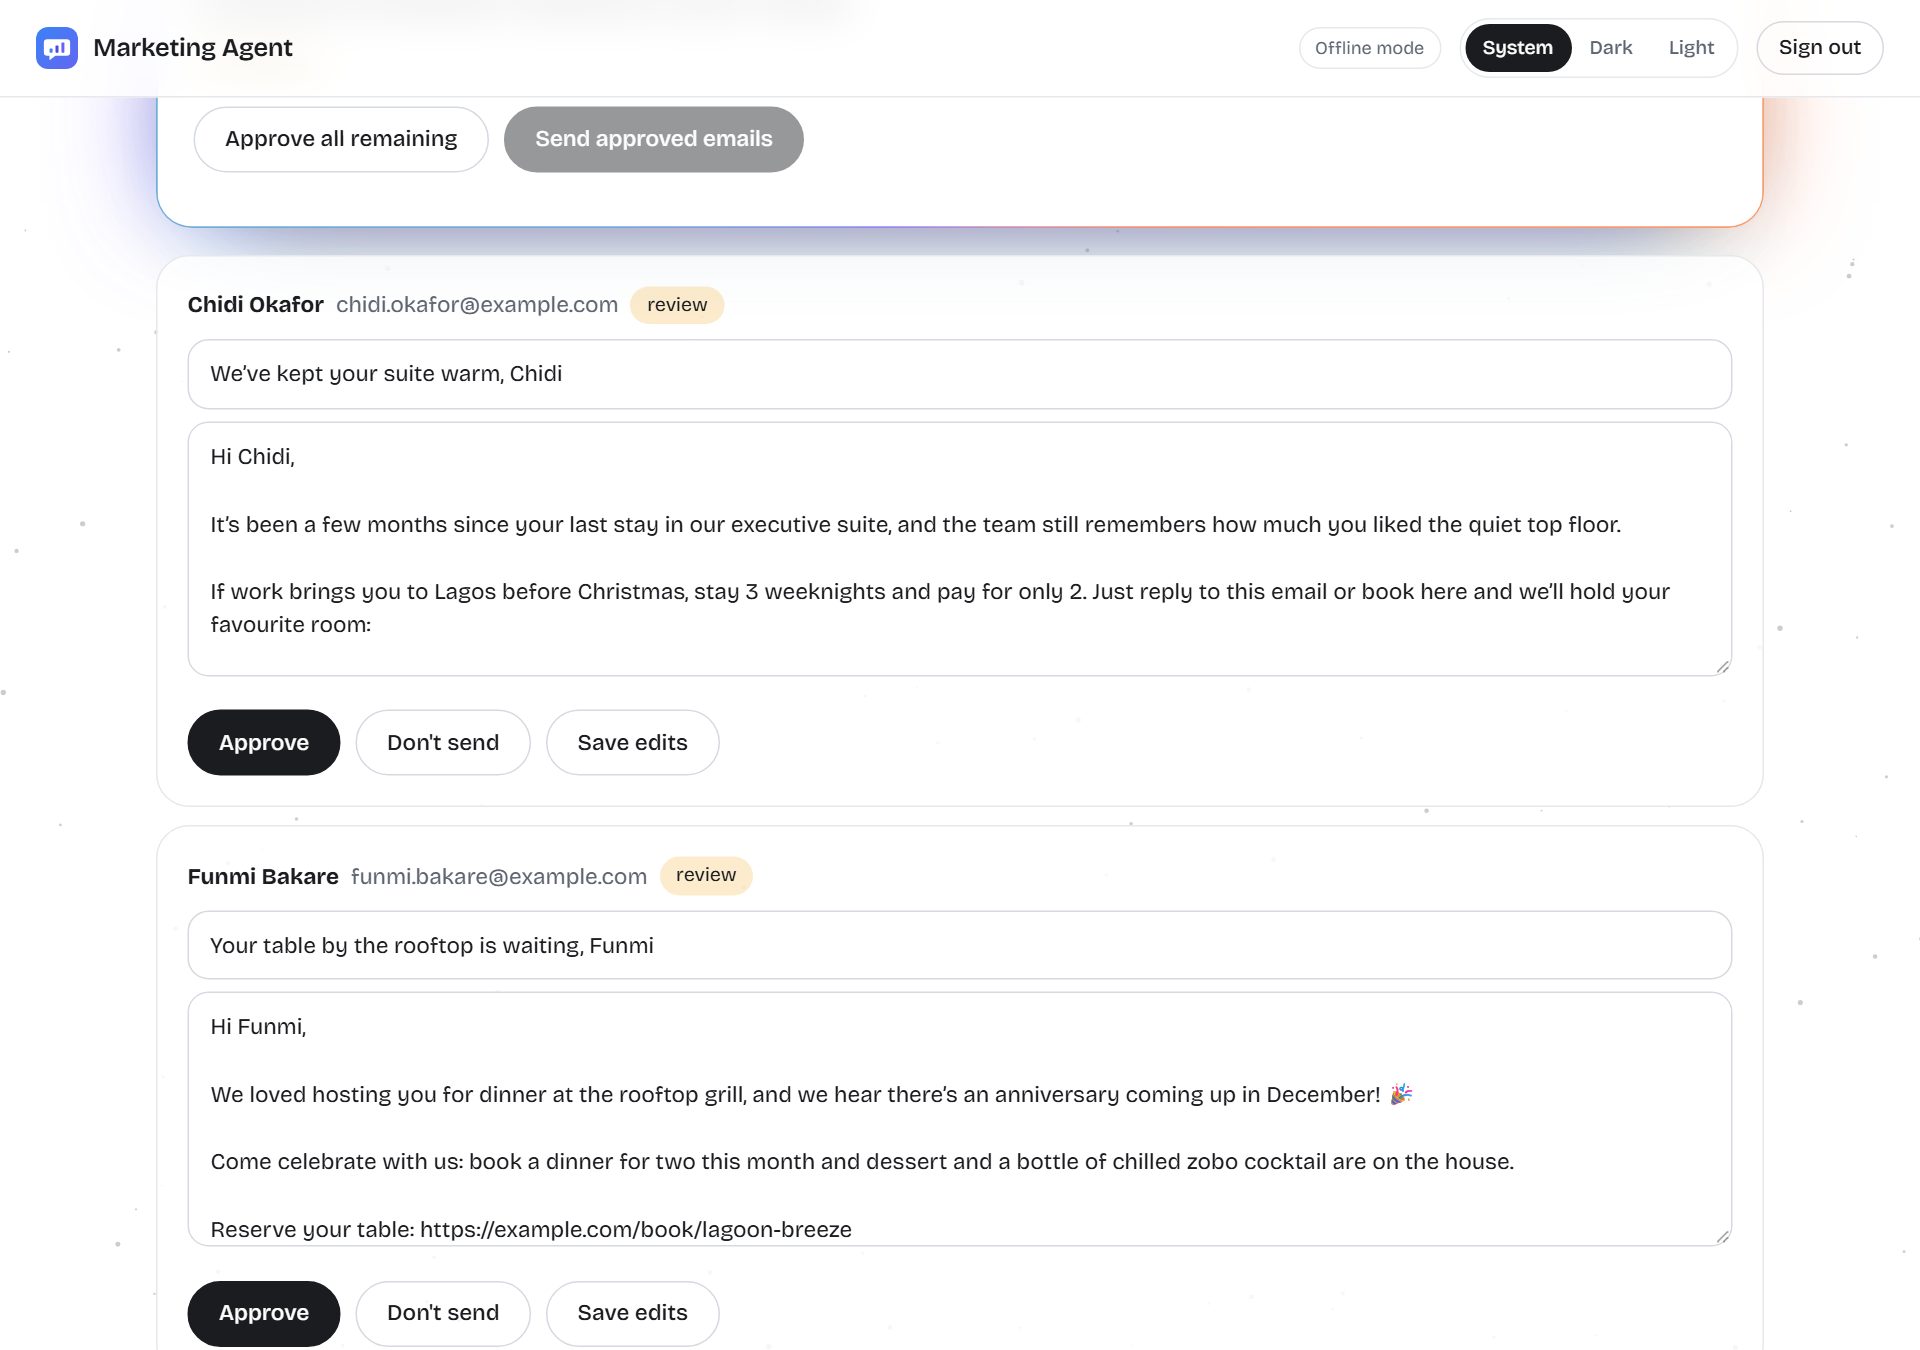 Marketing Agent
Offline mode
System
Dark
Light
Sign out
Approve all remaining
Send approved emails
Chidi Okafor chidi.okafor@example.com review
We’ve kept your suite warm, Chidi
Hi Chidi,
It’s been a few months since your last stay in our executive suite, and the team still remembers how much you liked the quiet top floor.
If work brings you to Lagos before Christmas, stay 3 weeknights and pay for only 2. Just reply to this email or book here and we’ll hold your
favourite room:
Approve
Don't send
Save edits
Funmi Bakare funmi.bakare@example.com review
Your table by the rooftop is waiting, Funmi
Hi Funmi,
We loved hosting you for dinner at the rooftop grill, and we hear there’s an anniversary coming up in December! 🎉
Come celebrate with us: book a dinner for two this month and dessert and a bottle of chilled zobo cocktail are on the house.
Reserve your table: https://example.com/book/lagoon-breeze
Approve
Don't send
Save edits